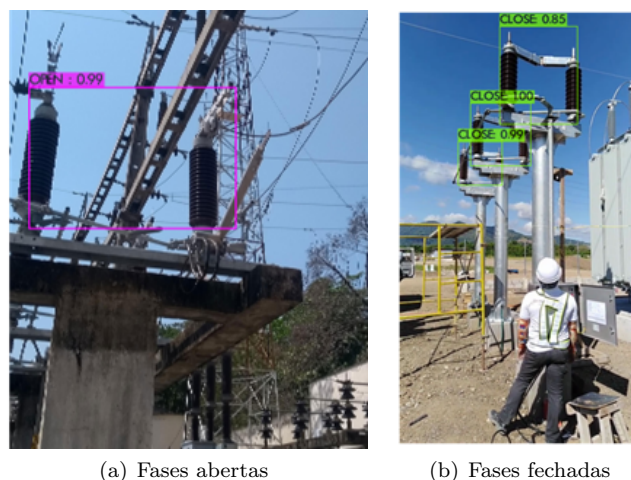 OPEN : 0.99
CLOSE: 0.85
CLOSE: 1.00
CLOSE: 0.99
(a) Fases abertas
(b) Fases fechadas